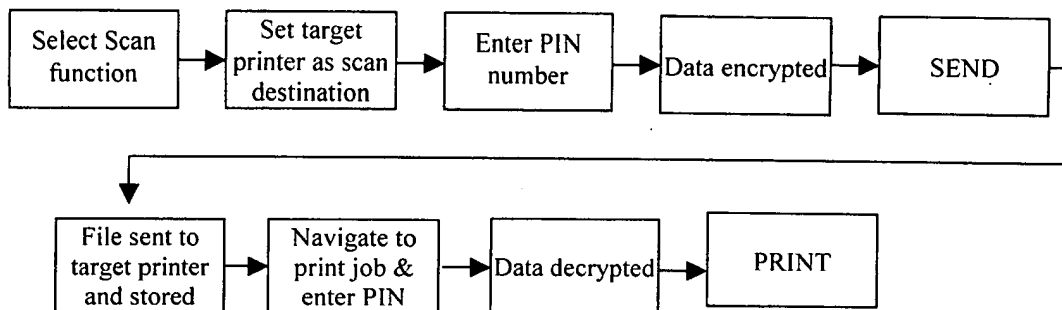 Select Scan
function
Set target
printer as scan
destination
Enter PIN
number
Data encrypted
SEND
File sent to
target printer
and stored
Navigate to
print job &
enter PIN
Data decrypted
PRINT